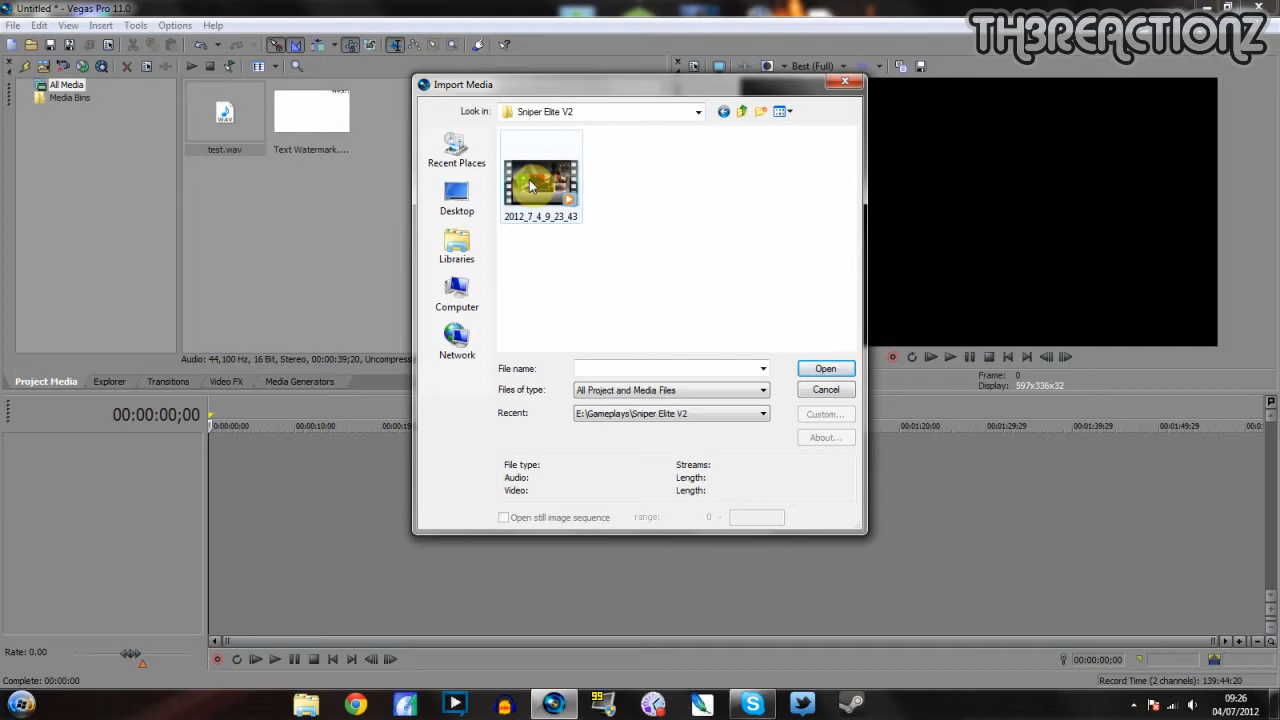 Untitled * - Vegas Pro 11.0
TH3REACTIONZ
File Edit View Insert Tools Options Help
Best (Full)
All Media
Media Bins
test.wav
Text Watermark....
Audio: 44,100 Hz, 16 Bit, Stereo, 00:00:39;20, Uncompress
Project Media
Explorer
Transitions
Video FX
Media Generators
Import Media
Look in:
Sniper Elite V2
Recent Places
Desktop
Libraries
Computer
Network
2012_7_4_9_23_43
File name:
Open
Files of type:
All Project and Media Files
Cancel
Recent:
E:\Gameplays\Sniper Elite V2
Custom...
About...
File type:
Streams:
Audio:
Length:
Video:
Length:
Open still image sequence
range:
0
-
Frame: 0
Display: 597x336x32
00:00:00;00
0:00:00;00
00:00:10;00
00:00:19
00:01:20;00
00:01:29;29
00:01:39;29
00:01:49;29
00:0
Rate: 0.00
00:00:00;00
Complete: 00:00:00
Record Time (2 channels): 139:44:20
99
09:26
04/07/2012